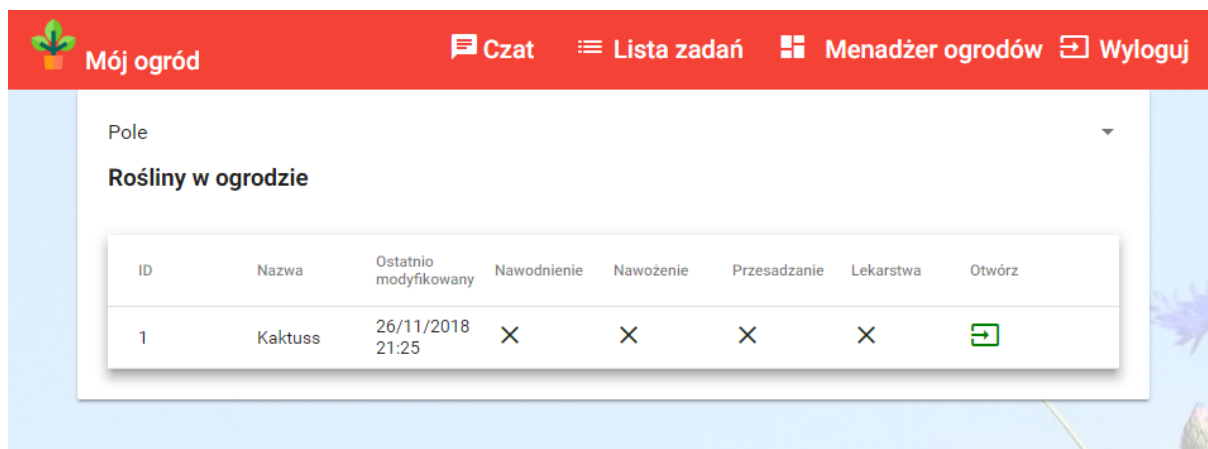 Mój ogród Czat Lista zadań Menadżer ogrodów Wyloguj
Pole
Rośliny w ogrodzie
ID Nazwa Ostatnio modyfikowany Nawodnienie Nawożenie Przesadzanie Lekarstwa Otwórz
1 Kaktuss 26/11/2018 21:25